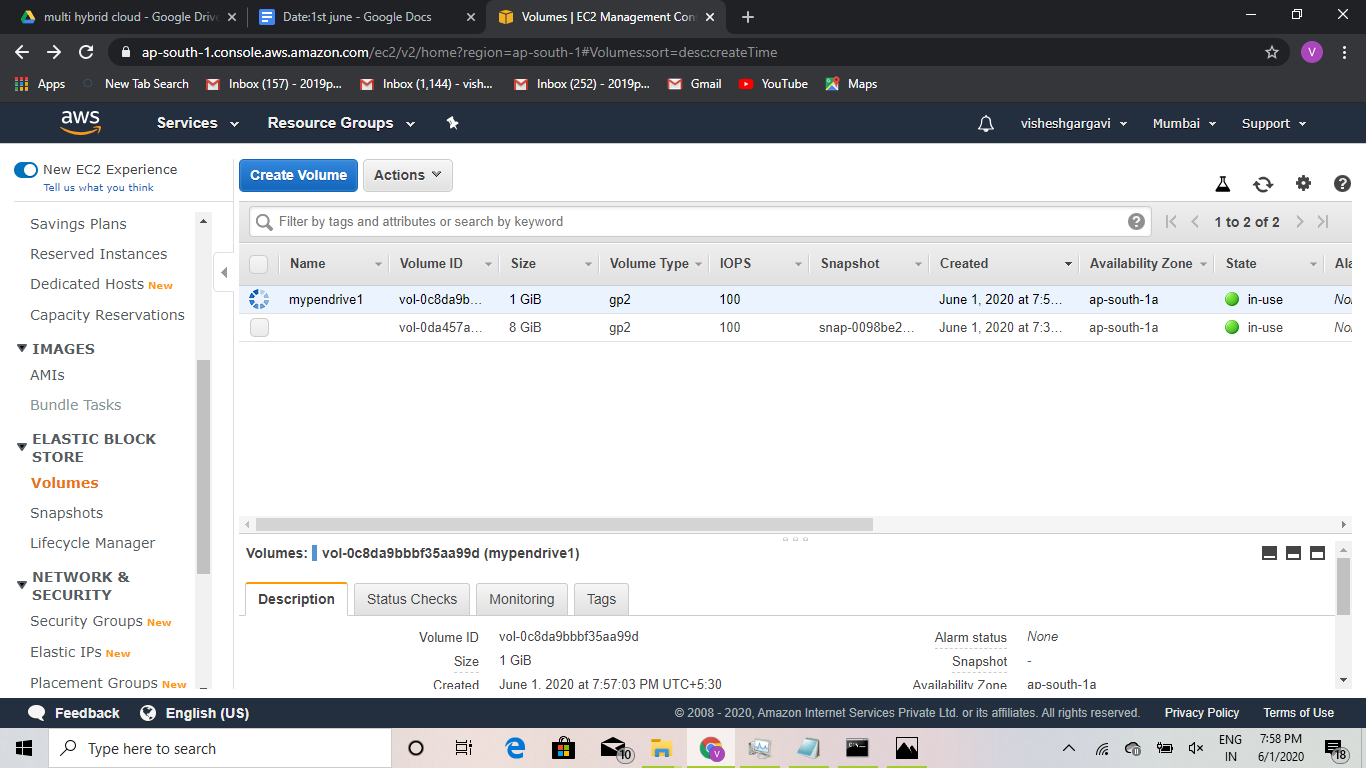 multi hybrid cloud - Google Drive
Date:1st june - Google Docs
Volumes | EC2 Management Con
ap-south-1.console.aws.amazon.com/ec2/v2/home?region=ap-south-1#Volumes:sort=desc:createTime
V
Apps
New Tab Search
Inbox (157) - 2019p...
Inbox (1,144) - vish...
Inbox (252) - 2019p...
Gmail
YouTube
Maps
aws
Services
Resource Groups
visheshgargavi
Mumbai
Support
New EC2 Experience
Tell us what you think
Savings Plans
Reserved Instances
Dedicated Hosts New
Capacity Reservations
IMAGES
AMIs
Bundle Tasks
ELASTIC BLOCK
STORE
Volumes
Snapshots
Lifecycle Manager
NETWORK &
SECURITY
Security Groups New
Elastic IPs New
Placement Groups New
Create Volume
Actions
Filter by tags and attributes or search by keyword
1 to 2 of 2
Name Volume ID Size Volume Type IOPS Snapshot Created Availability Zone State Ala
mypendrive1 vol-0c8da9b... 1 GiB gp2 100 June 1, 2020 at 7:5... ap-south-1a in-use No
vol-0da457a... 8 GiB gp2 100 snap-0098be2... June 1, 2020 at 7:3... ap-south-1a in-use No
Volumes: vol-0c8da9bbbf35aa99d (mypendrive1)
Description
Status Checks
Monitoring
Tags
Volume ID vol-0c8da9bbbf35aa99d Alarm status None
Size 1 GiB Snapshot -
Created June 1, 2020 at 7:57:03 PM UTC+5:30 Availability Zone ap-south-1a
Feedback
English (US)
© 2008 - 2020, Amazon Internet Services Private Ltd. or its affiliates. All rights reserved.
Privacy Policy
Terms of Use
Type here to search
10
V
ENG
IN
7:58 PM
6/1/2020
18